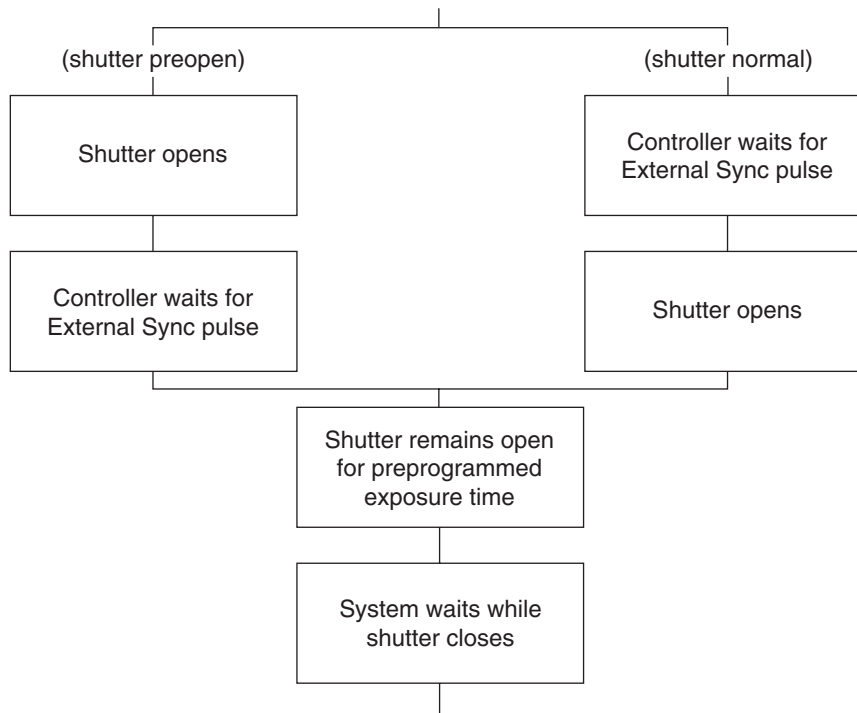 (shutter preopen)
(shutter normal)
Shutter opens
Controller waits for
External Sync pulse
Controller waits for
External Sync pulse
Shutter opens
Shutter remains open
for preprogrammed
exposure time
System waits while
shutter closes